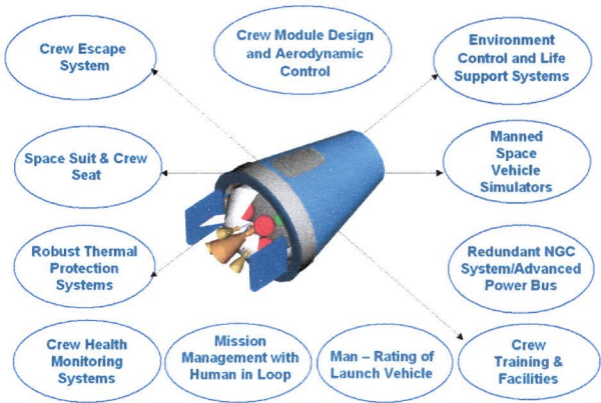 Crew Escape
System
Crew Module Design
and Aerodynamic
Control
Environment
Control and Life
Support Systems
Space Suit & Crew
Seat
Manned
Space
Vehicle
Simulators
Robust Thermal
Protection
Systems
Redundant NGC
System/Advanced
Power Bus
Crew Health
Monitoring
Systems
Mission
Management with
Human in Loop
Man – Rating of
Launch Vehicle
Crew
Training &
Facilities